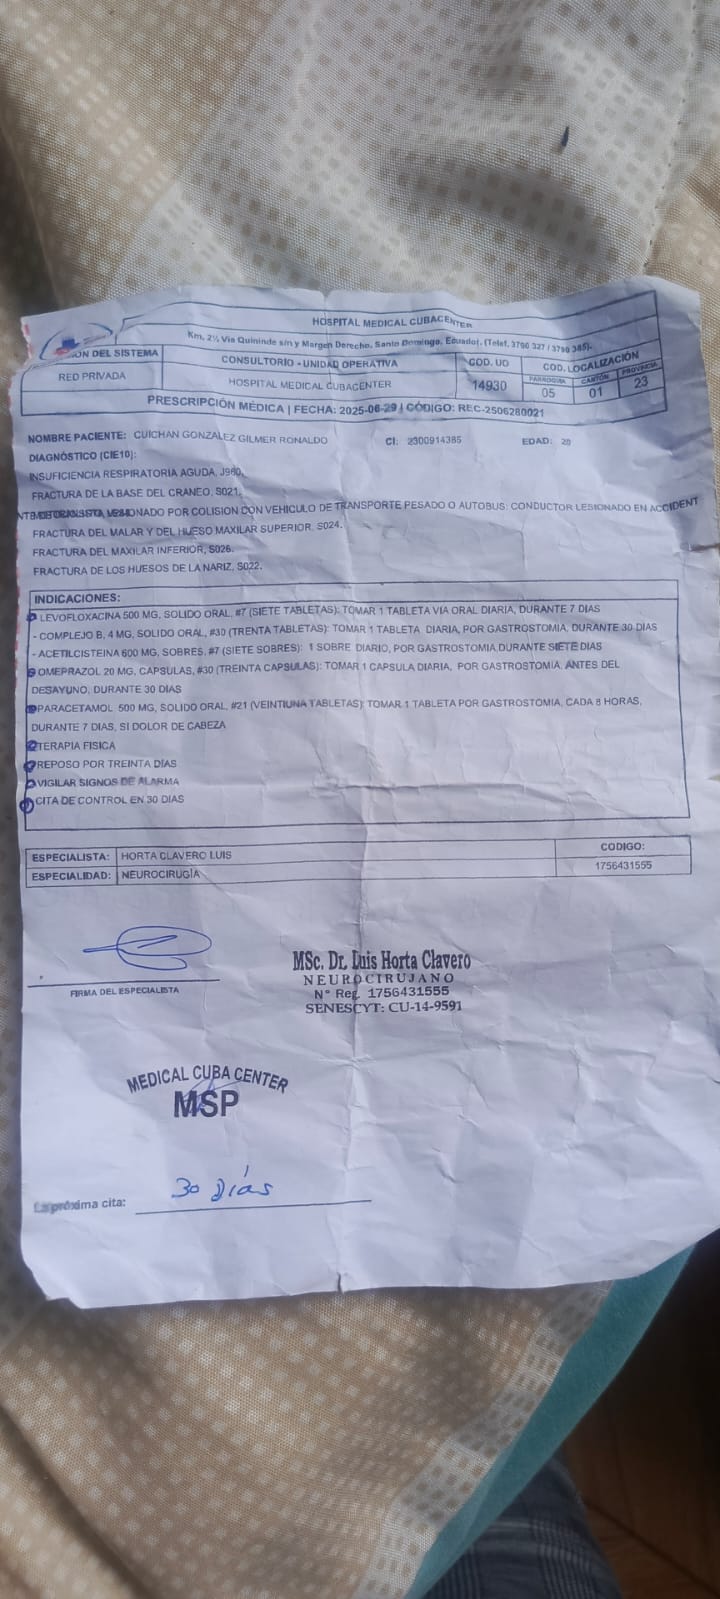 HOSPITAL MEDICAL CUBACENTER
Km, 2½ Via Quininde s/n y Margen Derecho, Santo Domingo, Ecuador. (Telef. 3790 327 / 3790 385).
ION DEL SISTEMA
CONSULTORIO - UNIDAD OPERATIVA
COD. UO
COD. LOCALIZACIÓN
RED PRIVADA
HOSPITAL MEDICAL CUBACENTER
14930
PARROQUIA CANTÓN PROVINCIA
05 01 23
PRESCRIPCIÓN MÉDICA | FECHA: 2025-06-29 | CÓDIGO: REC-2506280021
NOMBRE PACIENTE: CUICHAN GONZALEZ GILMER RONALDO CI: 2300914385 EDAD: 20
DIAGNÓSTICO (CIE10):
INSUFICIENCIA RESPIRATORIA AGUDA, J960.
FRACTURA DE LA BASE DEL CRANEO, S021.
LESIONADO POR COLISION CON VEHICULO DE TRANSPORTE PESADO O AUTOBUS: CONDUCTOR LESIONADO EN ACCIDENT
FRACTURA DEL MALAR Y DEL HUESO MAXILAR SUPERIOR, S024.
FRACTURA DEL MAXILAR INFERIOR, S026.
FRACTURA DE LOS HUESOS DE LA NARIZ, S022.
INDICACIONES:
LEVOFLOXACINA 500 MG, SOLIDO ORAL, #7 (SIETE TABLETAS): TOMAR 1 TABLETA VIA ORAL DIARIA, DURANTE 7 DIAS
- COMPLEJO B, 4 MG, SOLIDO ORAL, #30 (TRENTA TABLETAS): TOMAR 1 TABLETA DIARIA, POR GASTROSTOMIA, DURANTE 30 DIAS
- ACETILCISTEINA 600 MG, SOBRES, #7 (SIETE SOBRES): 1 SOBRE DIARIO, POR GASTROSTOMIA DURANTE SIETE DIAS
OMEPRAZOL 20 MG, CAPSULAS, #30 (TREINTA CAPSULAS): TOMAR 1 CAPSULA DIARIA, POR GASTROSTOMIA, ANTES DEL
DESAYUNO, DURANTE 30 DIAS
PARACETAMOL 500 MG, SOLIDO ORAL, #21 (VEINTIUNA TABLETAS): TOMAR 1 TABLETA POR GASTROSTOMIA, CADA 8 HORAS,
DURANTE 7 DIAS, SI DOLOR DE CABEZA
TERAPIA FISICA
REPOSO POR TREINTA DIAS
VIGILAR SIGNOS DE ALARMA
CITA DE CONTROL EN 30 DIAS
ESPECIALISTA: HORTA CLAVERO LUIS
CODIGO:
ESPECIALIDAD: NEUROCIRUGÍA
1756431555
FIRMA DEL ESPECIALISTA
MSc. Dr. Luis Horta Clavero
NEUROCIRUJANO
N° Reg. 1756431555
SENESCYT: CU-14-9591
MEDICAL CUBA CENTER
MSP
La próxima cita: 30 Días